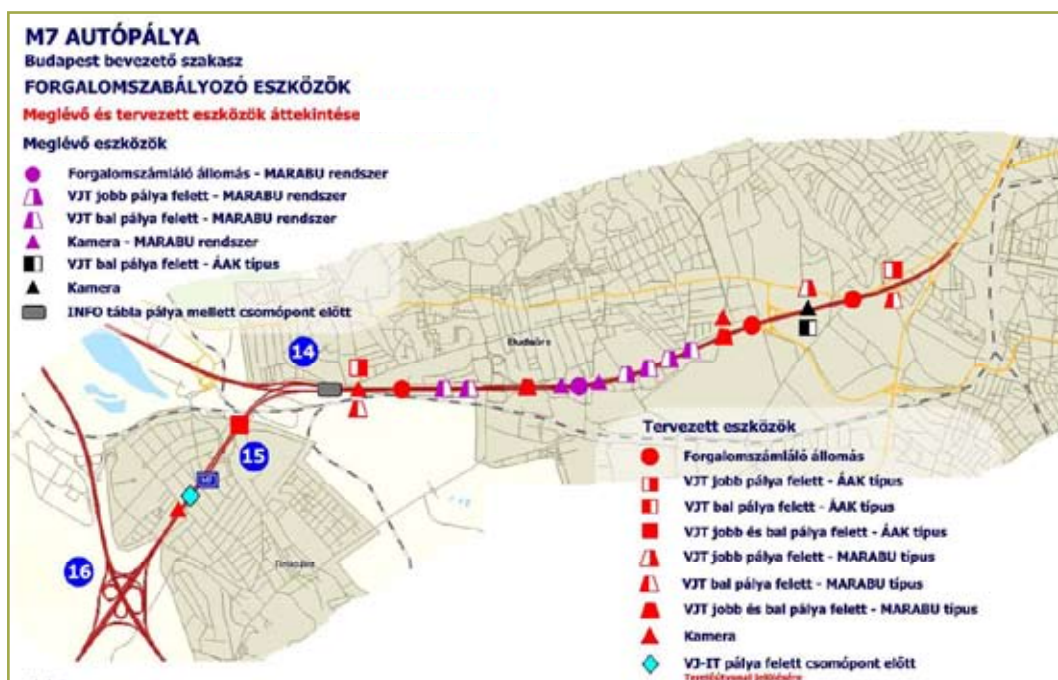 M7 AUTÓPÁLYA
Budapest bevezető szakasz
FORGALOMSZABÁLYOZÓ ESZKÖZÖK
Meglévő és tervezett eszközök áttekintése
Meglévő eszközök
Forgalomszámláló állomás - MARABU rendszer
VJT jobb pálya felett - MARABU rendszer
VJT bal pálya felett - MARABU rendszer
Kamera - MARABU rendszer
VJT bal pálya felett - ÁAK típus
Kamera
INFO tábla pálya mellett csomópont előtt
14
Budaörs
15
16
Törökbálint
Tervezett eszközök
Forgalomszámláló állomás
VJT jobb pálya felett - ÁAK típus
VJT bal pálya felett - ÁAK típus
VJT jobb és bal pálya felett - ÁAK típus
VJT jobb pálya felett - MARABU típus
VJT bal pálya felett - MARABU típus
VJT jobb és bal pálya felett - MARABU típus
Kamera
VJ-IT pálya felett csomópont előtt